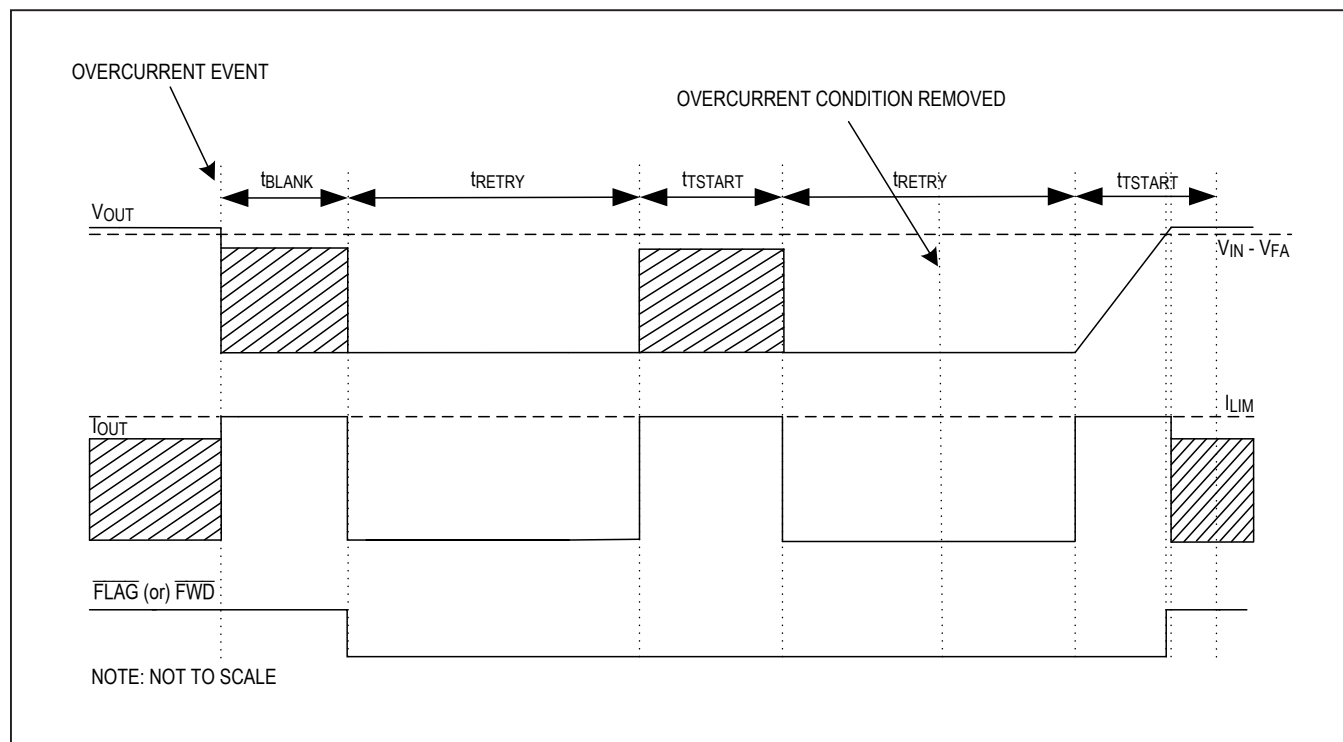 OVERCURRENT EVENT
OVERCURRENT CONDITION REMOVED
tBLANK
tRETRY
tTSTART
tRETRY
tTSTART
VOUT
VIN - VFA
ILIM
IOUT
FLAG (or) FWD
NOTE: NOT TO SCALE